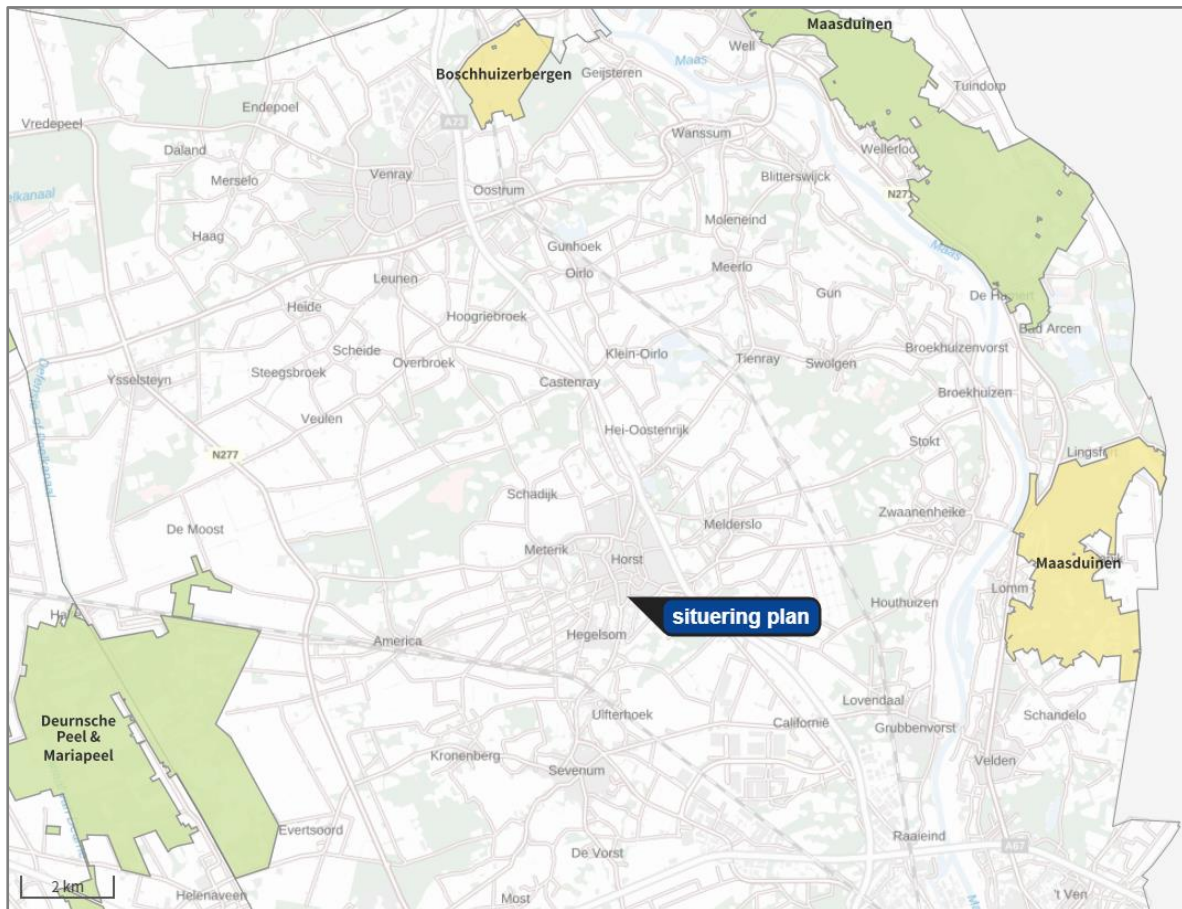 Maasduinen
Well
Maas
Boschhuizerbergen
Geijsteren
Tuindorp
Endepoel
Vredepeel
A73
Wanssum
Daland
Wellerloo
Venray
Merselo
Blitterswijck
Oostrum
N271
Moleneind
Haag
Gunhoek
Maas
Oirlo
Meerlo
Leunen
Gun
Heide
Hoogriebroek
Bad Arcen
Scheide
Klein-Oirlo
Broekhuizenvorst
Overbroek
Tienray
Swolgen
Steegsbroek
Ysselsteyn
Castenray
Broekhuizen
Veulen
Hei-Oostenrijk
Stokt
N277
Schadijk
Zwaanenheike
De Moost
Melderslo
Meterik
Horst
Maasduinen
Lomm
Houthuizen
situering plan
America
Hegelsom
Lovendaal
Ulfterhoek
Schandelo
Deurnsche
Peel &
Mariapeel
Californië
Grubbenvorst
Kronenberg
Sevenum
Velden
Evertsoord
Raaieind
A67
De Vorst
2 km
Helenaveen
Most
't Ven